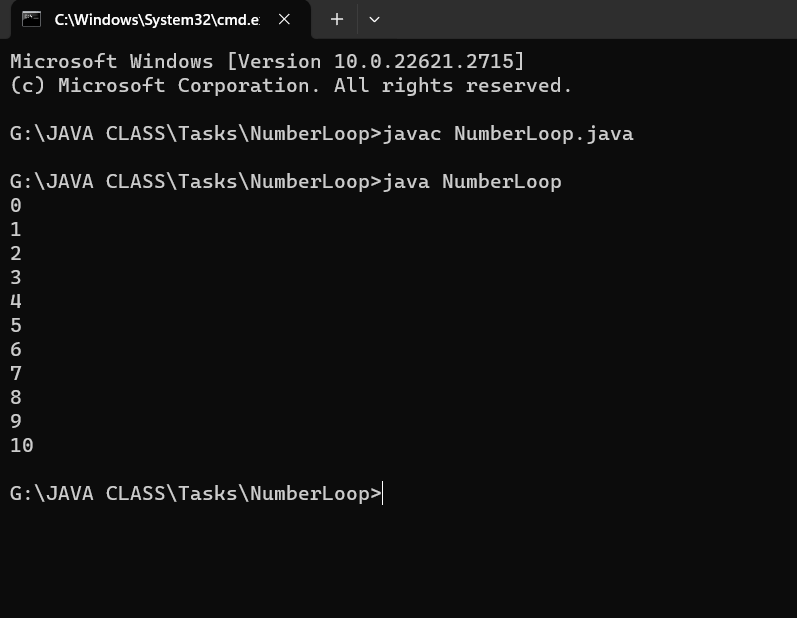 C:\Windows\System32\cmd.e
Microsoft Windows [Version 10.0.22621.2715]
(c) Microsoft Corporation. All rights reserved.
G:\JAVA CLASS\Tasks\NumberLoop>javac NumberLoop.java
G:\JAVA CLASS\Tasks\NumberLoop>java NumberLoop
0
1
2
3
4
5
6
7
8
9
10
G:\JAVA CLASS\Tasks\NumberLoop>